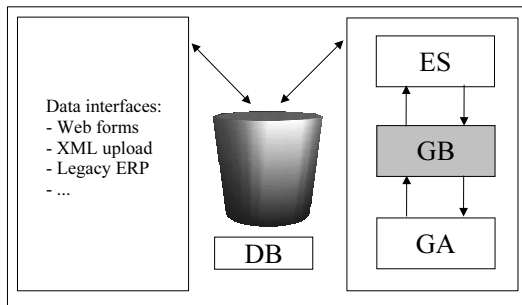 Data interfaces:
- Web forms
- XML upload
- Legacy ERP
- ...
DB
ES
GB
GA